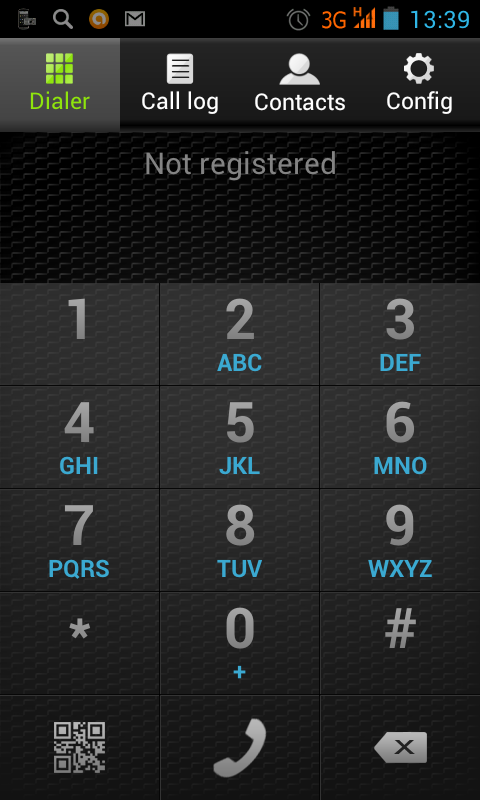 3G H 13:39
Dialer Call log Contacts Config
Not registered
1 2 3
ABC DEF
4 5 6
GHI JKL MNO
7 8 9
PQRS TUV WXYZ
* 0 #
+